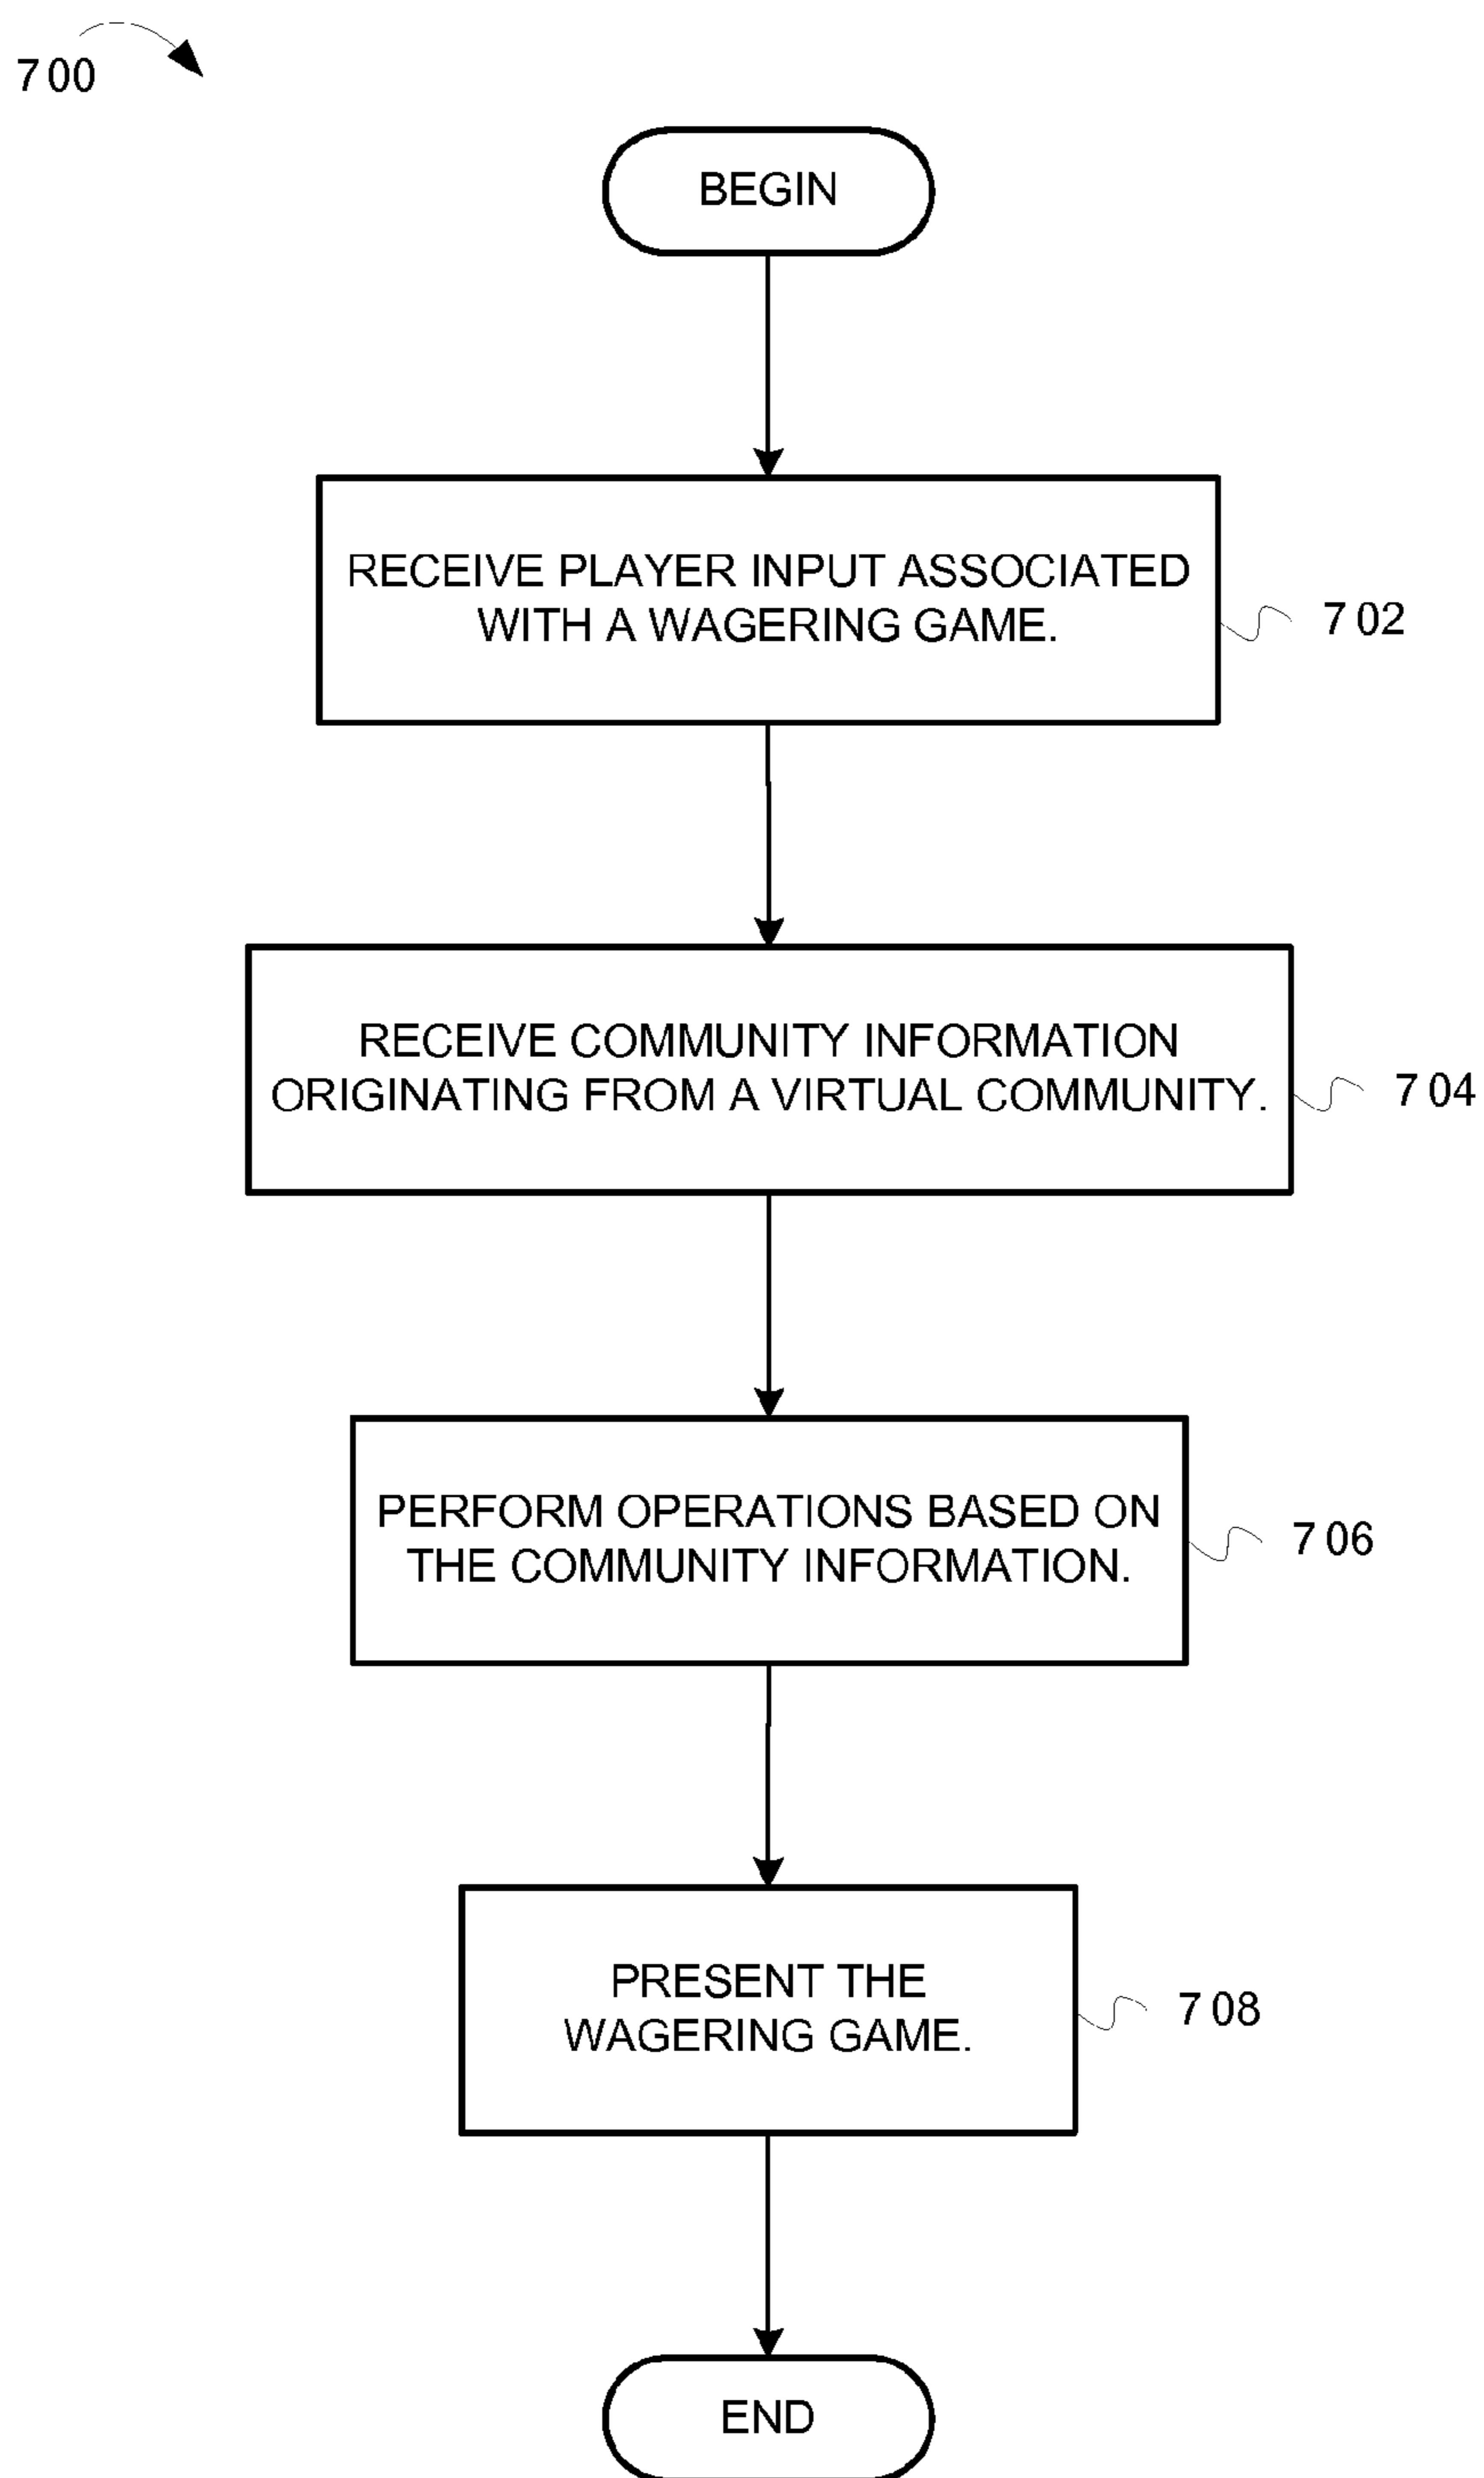 700
BEGIN
RECEIVE PLAYER INPUT ASSOCIATED
WITH A WAGERING GAME.
702
RECEIVE COMMUNITY INFORMATION
ORIGINATING FROM A VIRTUAL COMMUNITY.
704
PERFORM OPERATIONS BASED ON
THE COMMUNITY INFORMATION.
706
PRESENT THE
WAGERING GAME.
708
END